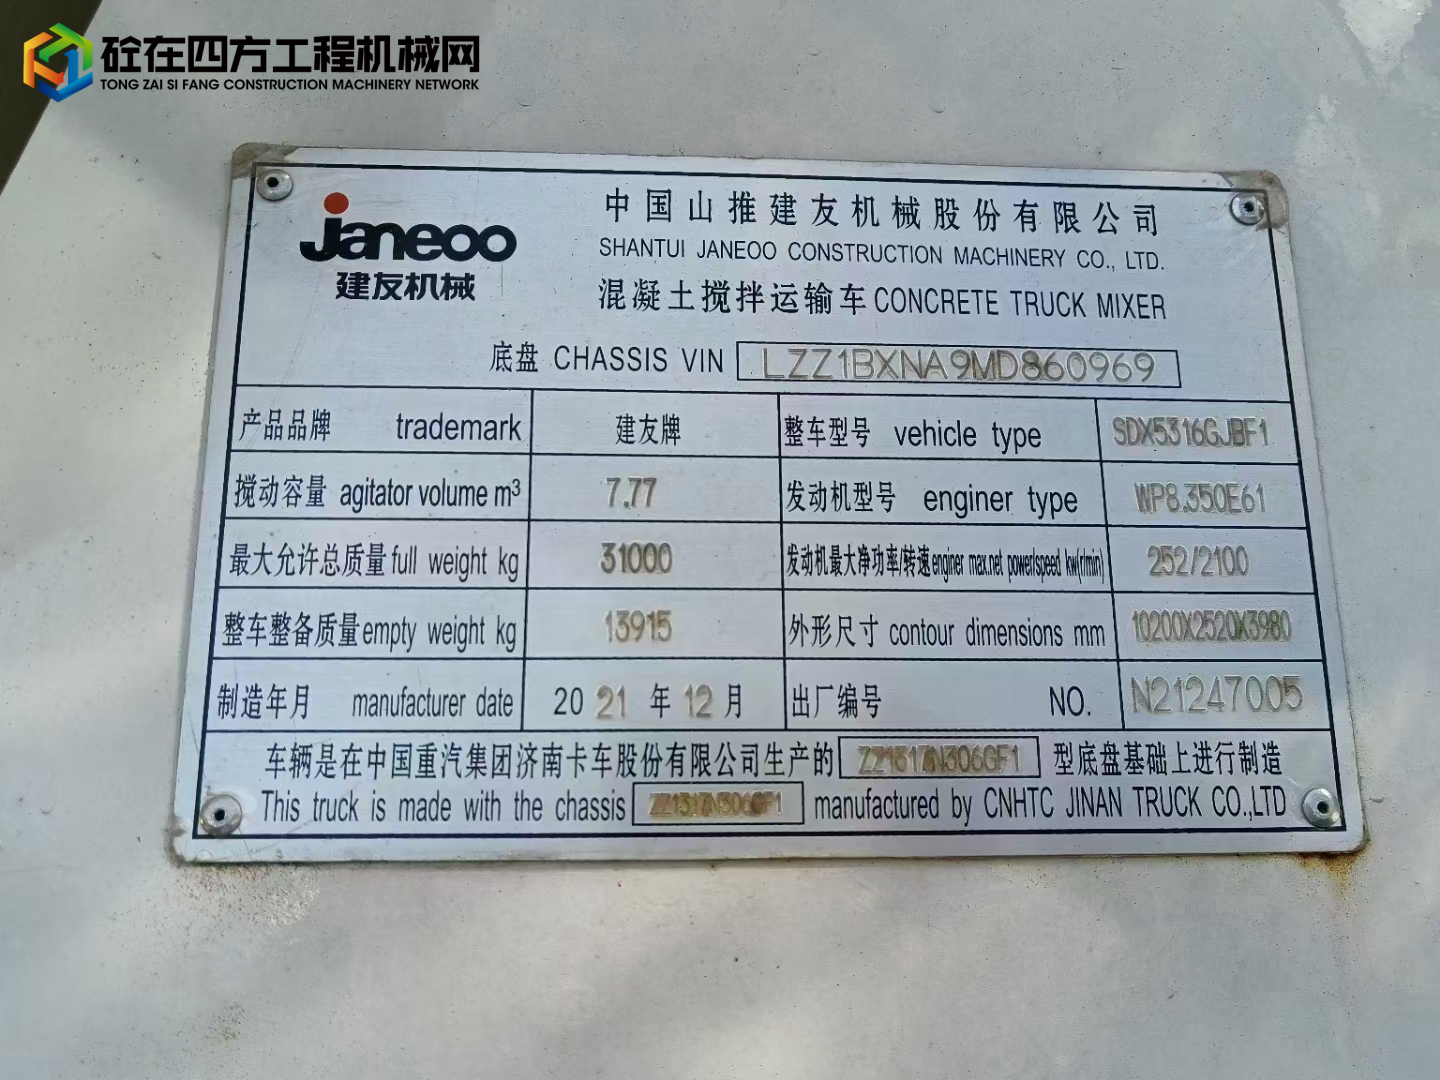 砼在四方工程机械网
TONG ZAI SI FANG CONSTRUCTION MACHINERY NETWORK
janeoo
建友机械
中国山推建友机械股份有限公司
SHANTUI JANEOO CONSTRUCTION MACHINERY CO., LTD.
混凝土搅拌运输车 CONCRETE TRUCK MIXER
底盘 CHASSIS VIN LZZ1BXNA9MD860969
产品品牌 trademark 建友牌 整车型号 vehicle type SDX5316GJBF1
搅动容量 agitator volume m³ 7.77 发动机型号 enginer type WP8.350E61
最大允许总质量 full weight kg 31000 发动机最大净功率/转速 enginer max.net power/speed kw(r/min) 252/2100
整车整备质量 empty weight kg 13915 外形尺寸 contour dimensions mm 10200X2520X3980
制造年月 manufacturer date 2021年12月 出厂编号 NO. N21247005
车辆是在中国重汽集团济南卡车股份有限公司生产的 ZZ1317N306GF1 型底盘基础上进行制造
This truck is made with the chassis ZZ1317N306GF1 manufactured by CNHTC JINAN TRUCK CO.,LTD